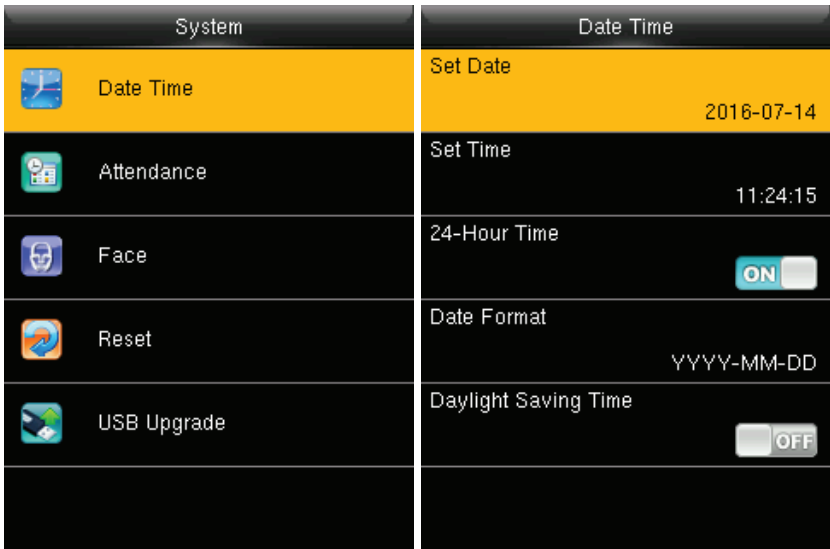 System
Date Time
Attendance
Face
Reset
USB Upgrade
Date Time
Set Date
2016-07-14
Set Time
11:24:15
24-Hour Time
ON
Date Format
YYYY-MM-DD
Daylight Saving Time
OFF